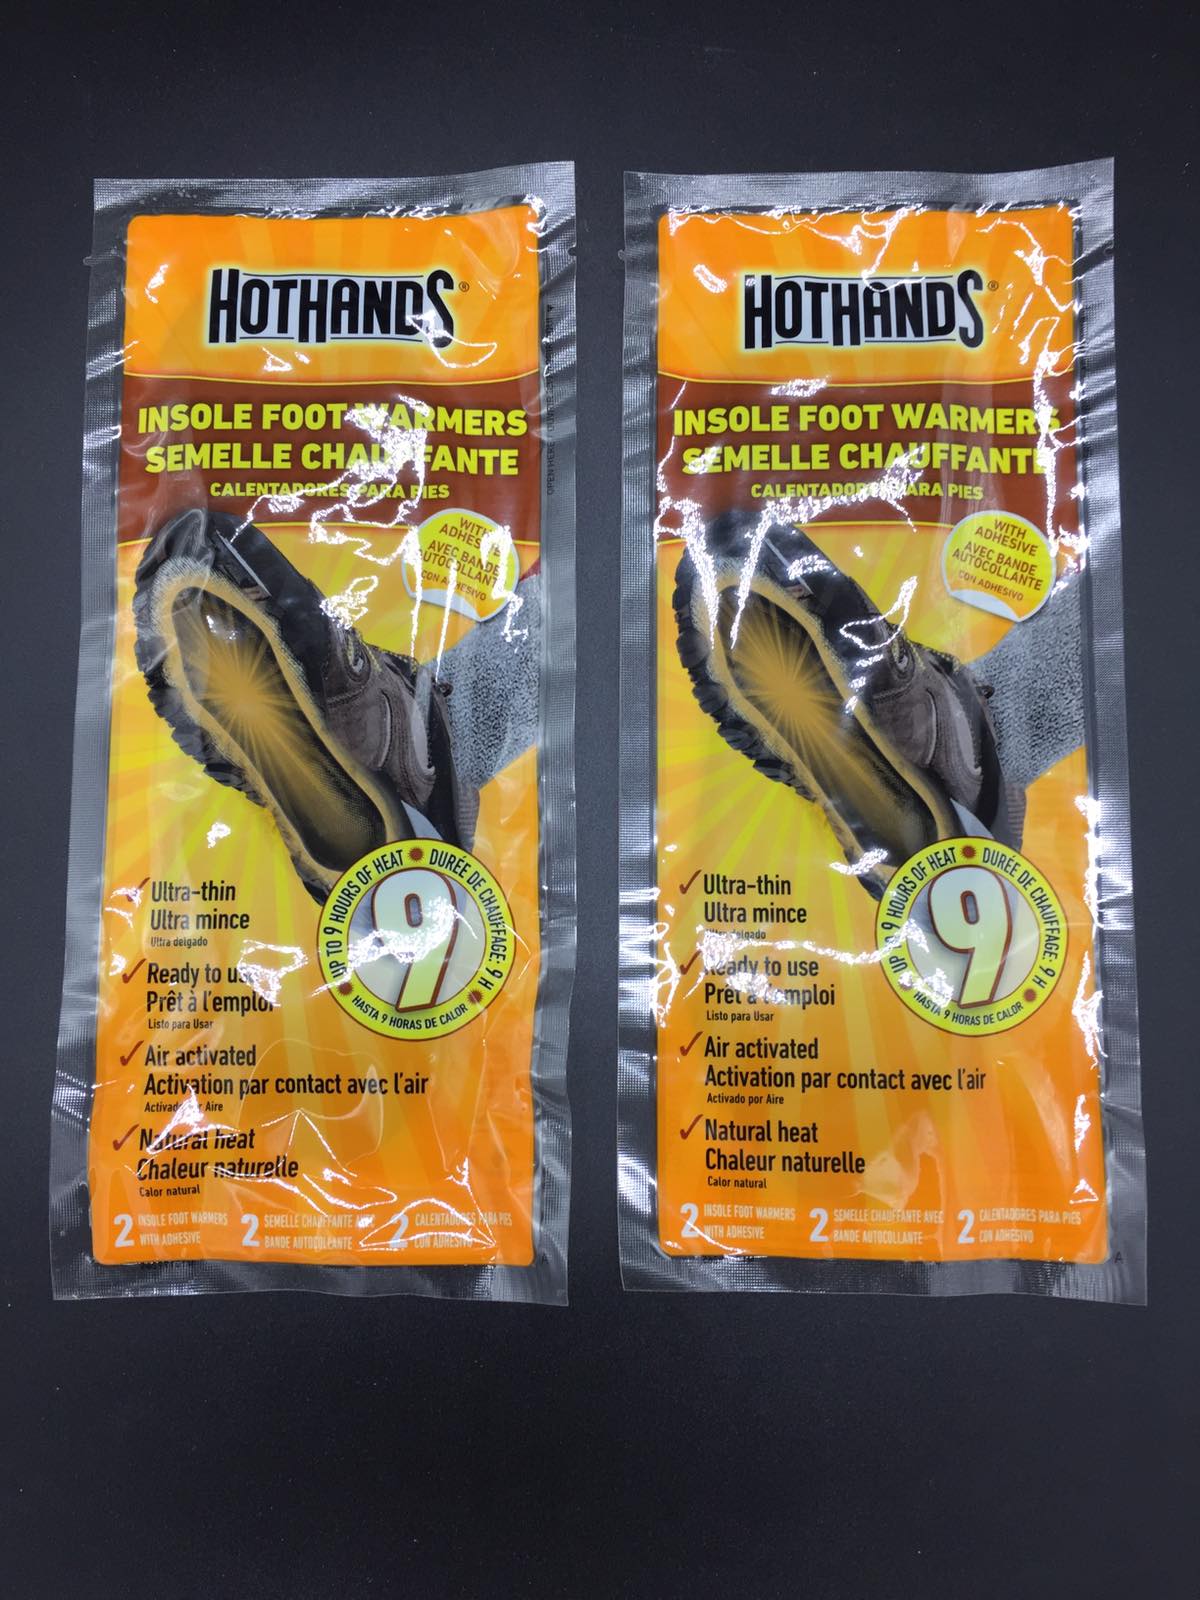 HOTHANDS®
INSOLE FOOT WARMERS
SEMELLE CHAUFFANTE
CALENTADORES PARA PIES
WITH
ADHESIVE
AVEC BANDE
AUTOCOLLANTE
CON ADHESIVO
UP TO 9 HOURS OF HEAT
DURÉE DE CHAUFFAGE: 9 H
HASTA 9 HORAS DE CALOR
9
Ultra-thin
Ultra mince
Ultra delgado
Ready to use
Prêt à l'emploi
Listo para Usar
Air activated
Activation par contact avec l'air
Activado por Aire
Natural heat
Chaleur naturelle
Calor natural
2 INSOLE FOOT WARMERS
WITH ADHESIVE
2 SEMELLE CHAUFFANTE AVEC
BANDE AUTOCOLLANTE
2 CALENTADORES PARA PIES
CON ADHESIVO
OPEN HERE
HOTHANDS®
INSOLE FOOT WARMERS
SEMELLE CHAUFFANTE
CALENTADORES PARA PIES
WITH
ADHESIVE
AVEC BANDE
AUTOCOLLANTE
CON ADHESIVO
UP TO 9 HOURS OF HEAT
DURÉE DE CHAUFFAGE: 9 H
HASTA 9 HORAS DE CALOR
9
Ultra-thin
Ultra mince
Ultra delgado
Ready to use
Prêt à l'emploi
Listo para Usar
Air activated
Activation par contact avec l'air
Activado por Aire
Natural heat
Chaleur naturelle
Calor natural
2 INSOLE FOOT WARMERS
WITH ADHESIVE
2 SEMELLE CHAUFFANTE AVEC
BANDE AUTOCOLLANTE
2 CALENTADORES PARA PIES
CON ADHESIVO
A